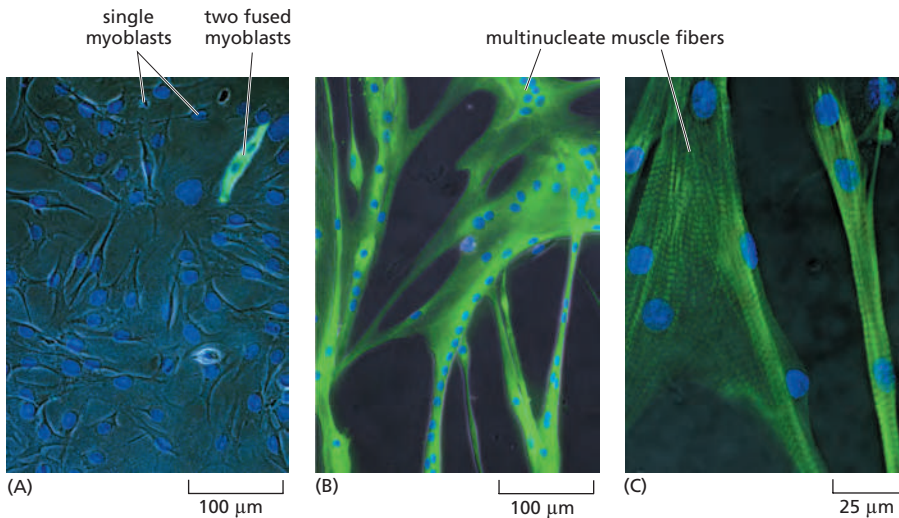 single
myoblasts
two fused
myoblasts
multinucleate muscle fibers
(A)
100 μm
(B)
100 μm
(C)
25 μm